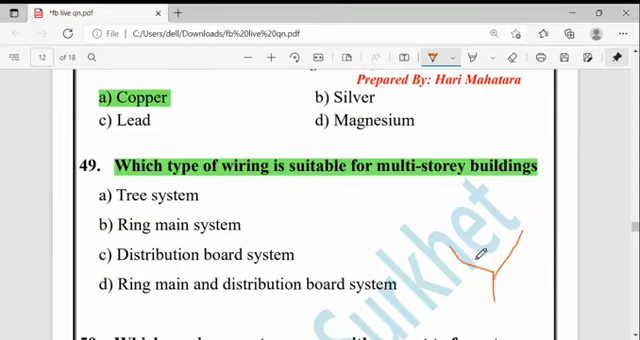 *fb live qn.pdf
File | C:/Users/dell/Downloads/fb%20live%20qn.pdf
12 of 18
Prepared By: Hari Mahatara
a) Copper b) Silver
c) Lead d) Magnesium
49. Which type of wiring is suitable for multi-storey buildings
a) Tree system
b) Ring main system
c) Distribution board system
d) Ring main and distribution board system
Surkhet